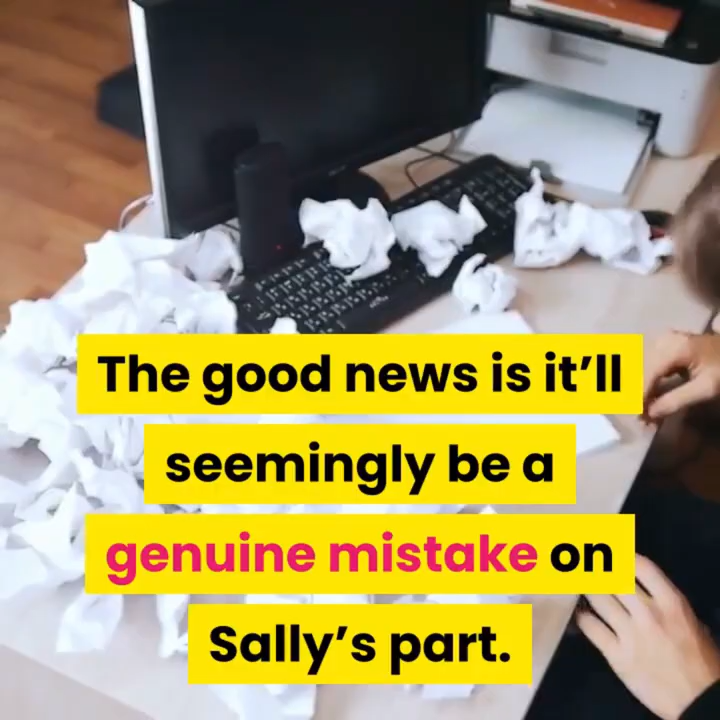 The good news is it’ll
seemingly be a
genuine mistake on
Sally’s part.